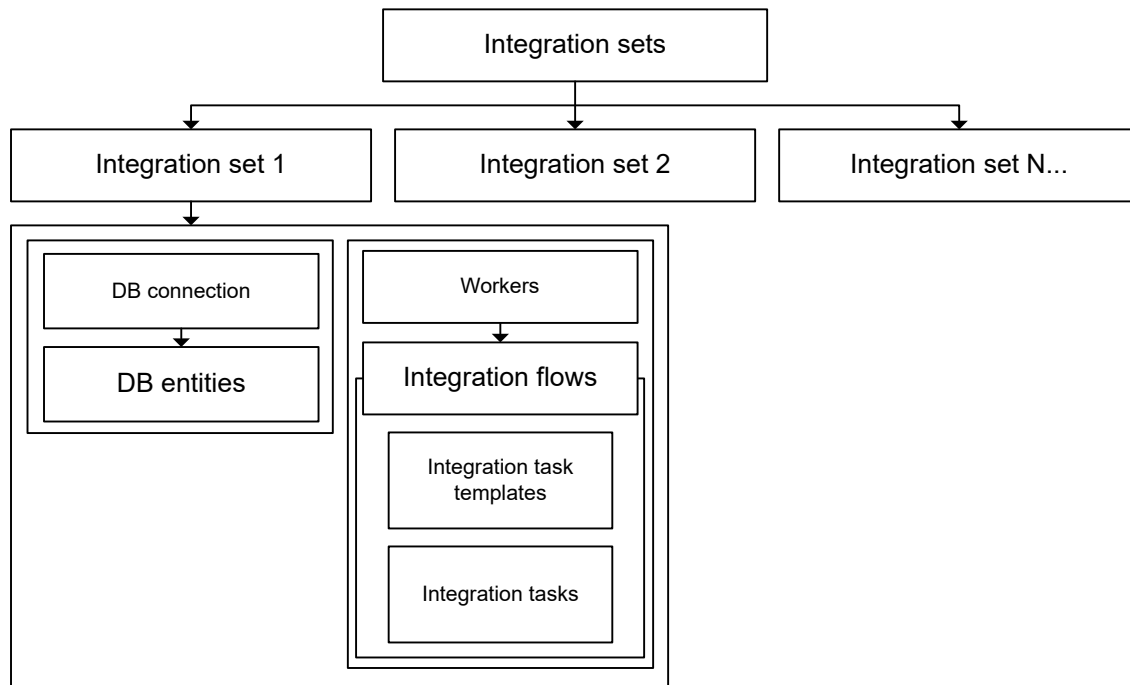 Integration sets
Integration set 1
Integration set 2
Integration set N...
DB connection
DB entities
Workers
Integration flows
Integration task
templates
Integration tasks